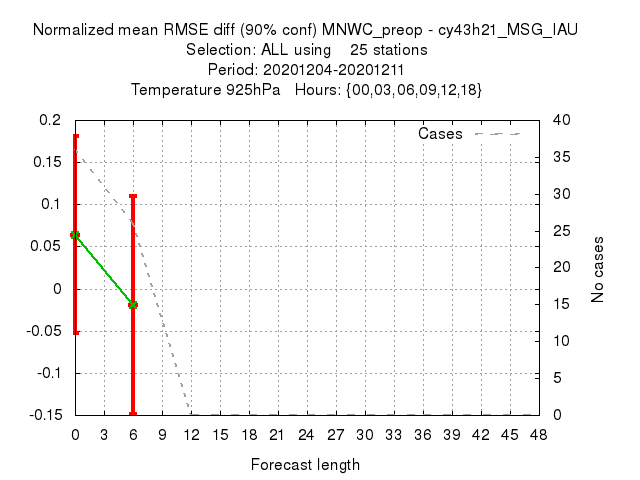 Normalized mean RMSE diff (90% conf) MNWC_preop - cy43h21_MSG_IAU
Selection: ALL using 25 stations
Period: 20201204-20201211
Temperature 925hPa Hours: {00,03,06,09,12,18}
Cases
0.2
0.15
0.1
0.05
0
-0.05
-0.1
-0.15
40
35
30
25
20
15
10
5
0
No cases
0 3 6 9 12 15 18 21 24 27 30 33 36 39 42 45 48
Forecast length